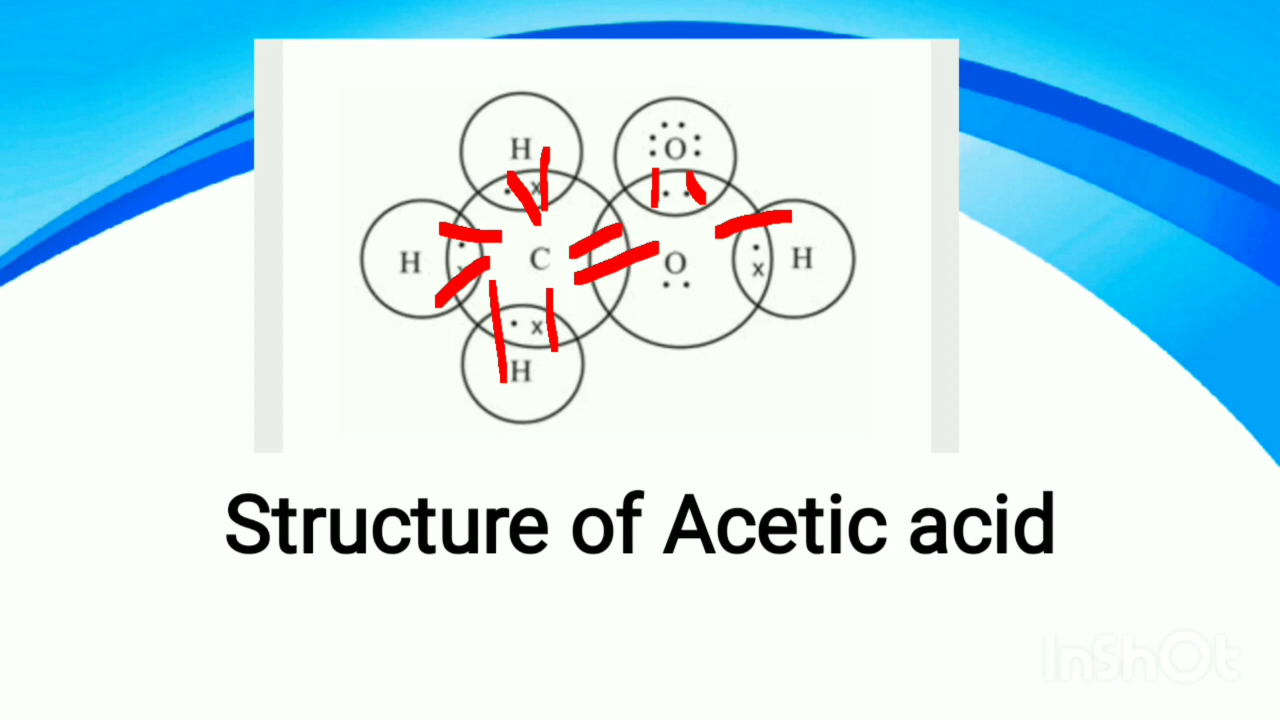 H O
H C O H
H
Structure of Acetic acid
InShOt